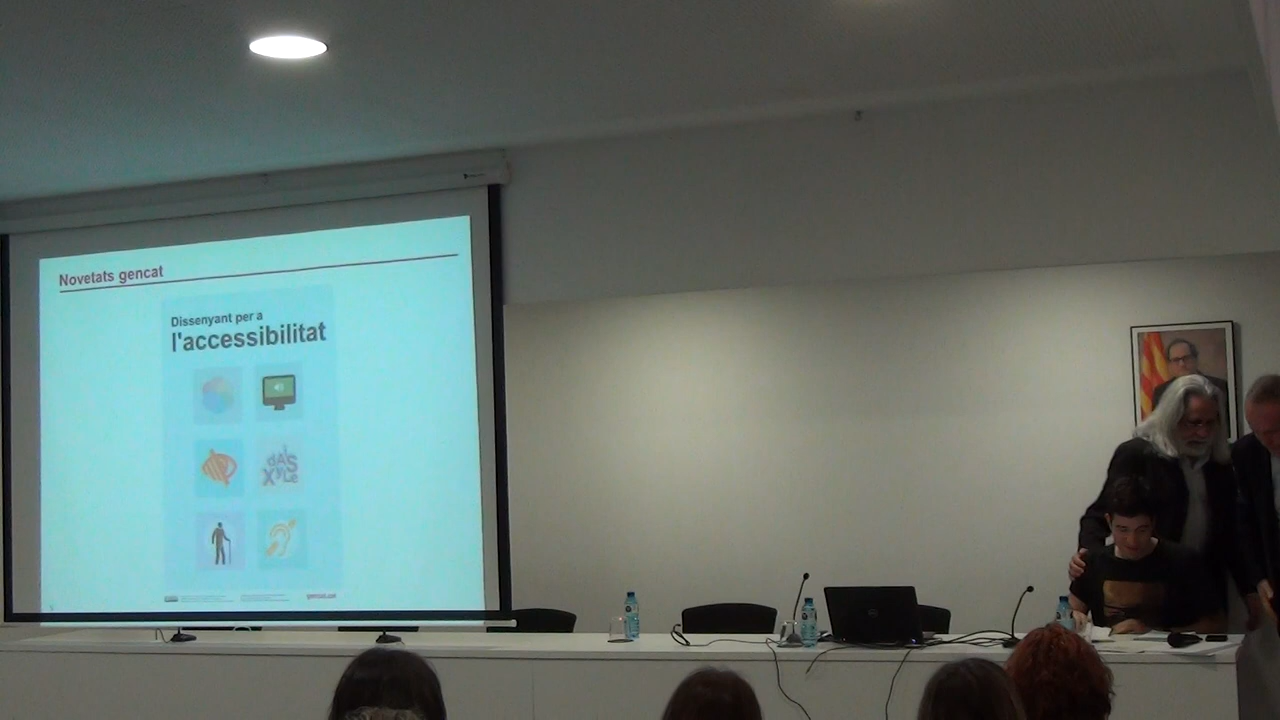 Novetats gencat
Dissenyant per a
l'accessibilitat
gencat.cat